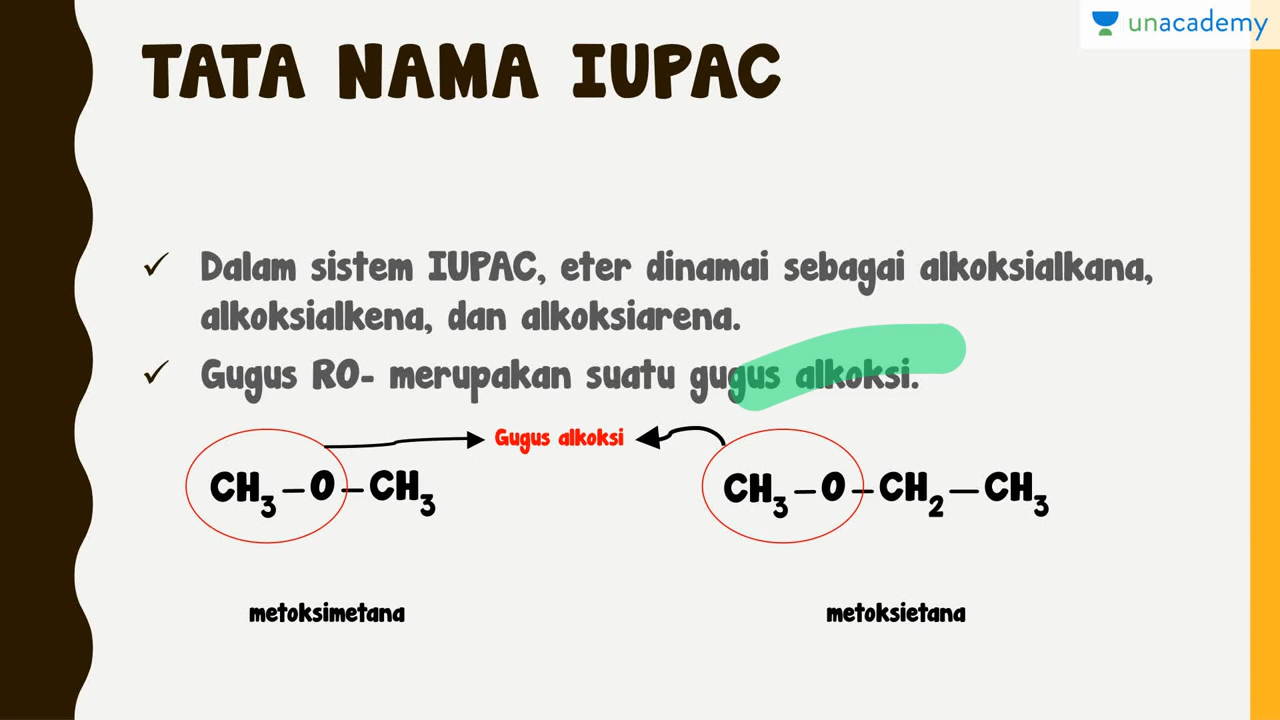 unacademy
TATA NAMA IUPAC
✓ Dalam sistem IUPAC, eter dinamai sebagai alkoksialkana,
alkoksialkena, dan alkoksiarena.
✓ Gugus RO- merupakan suatu gugus alkoksi.
Gugus alkoksi
CH₃–O–CH₃
CH₃–O–CH₂–CH₃
metoksimetana
metoksietana